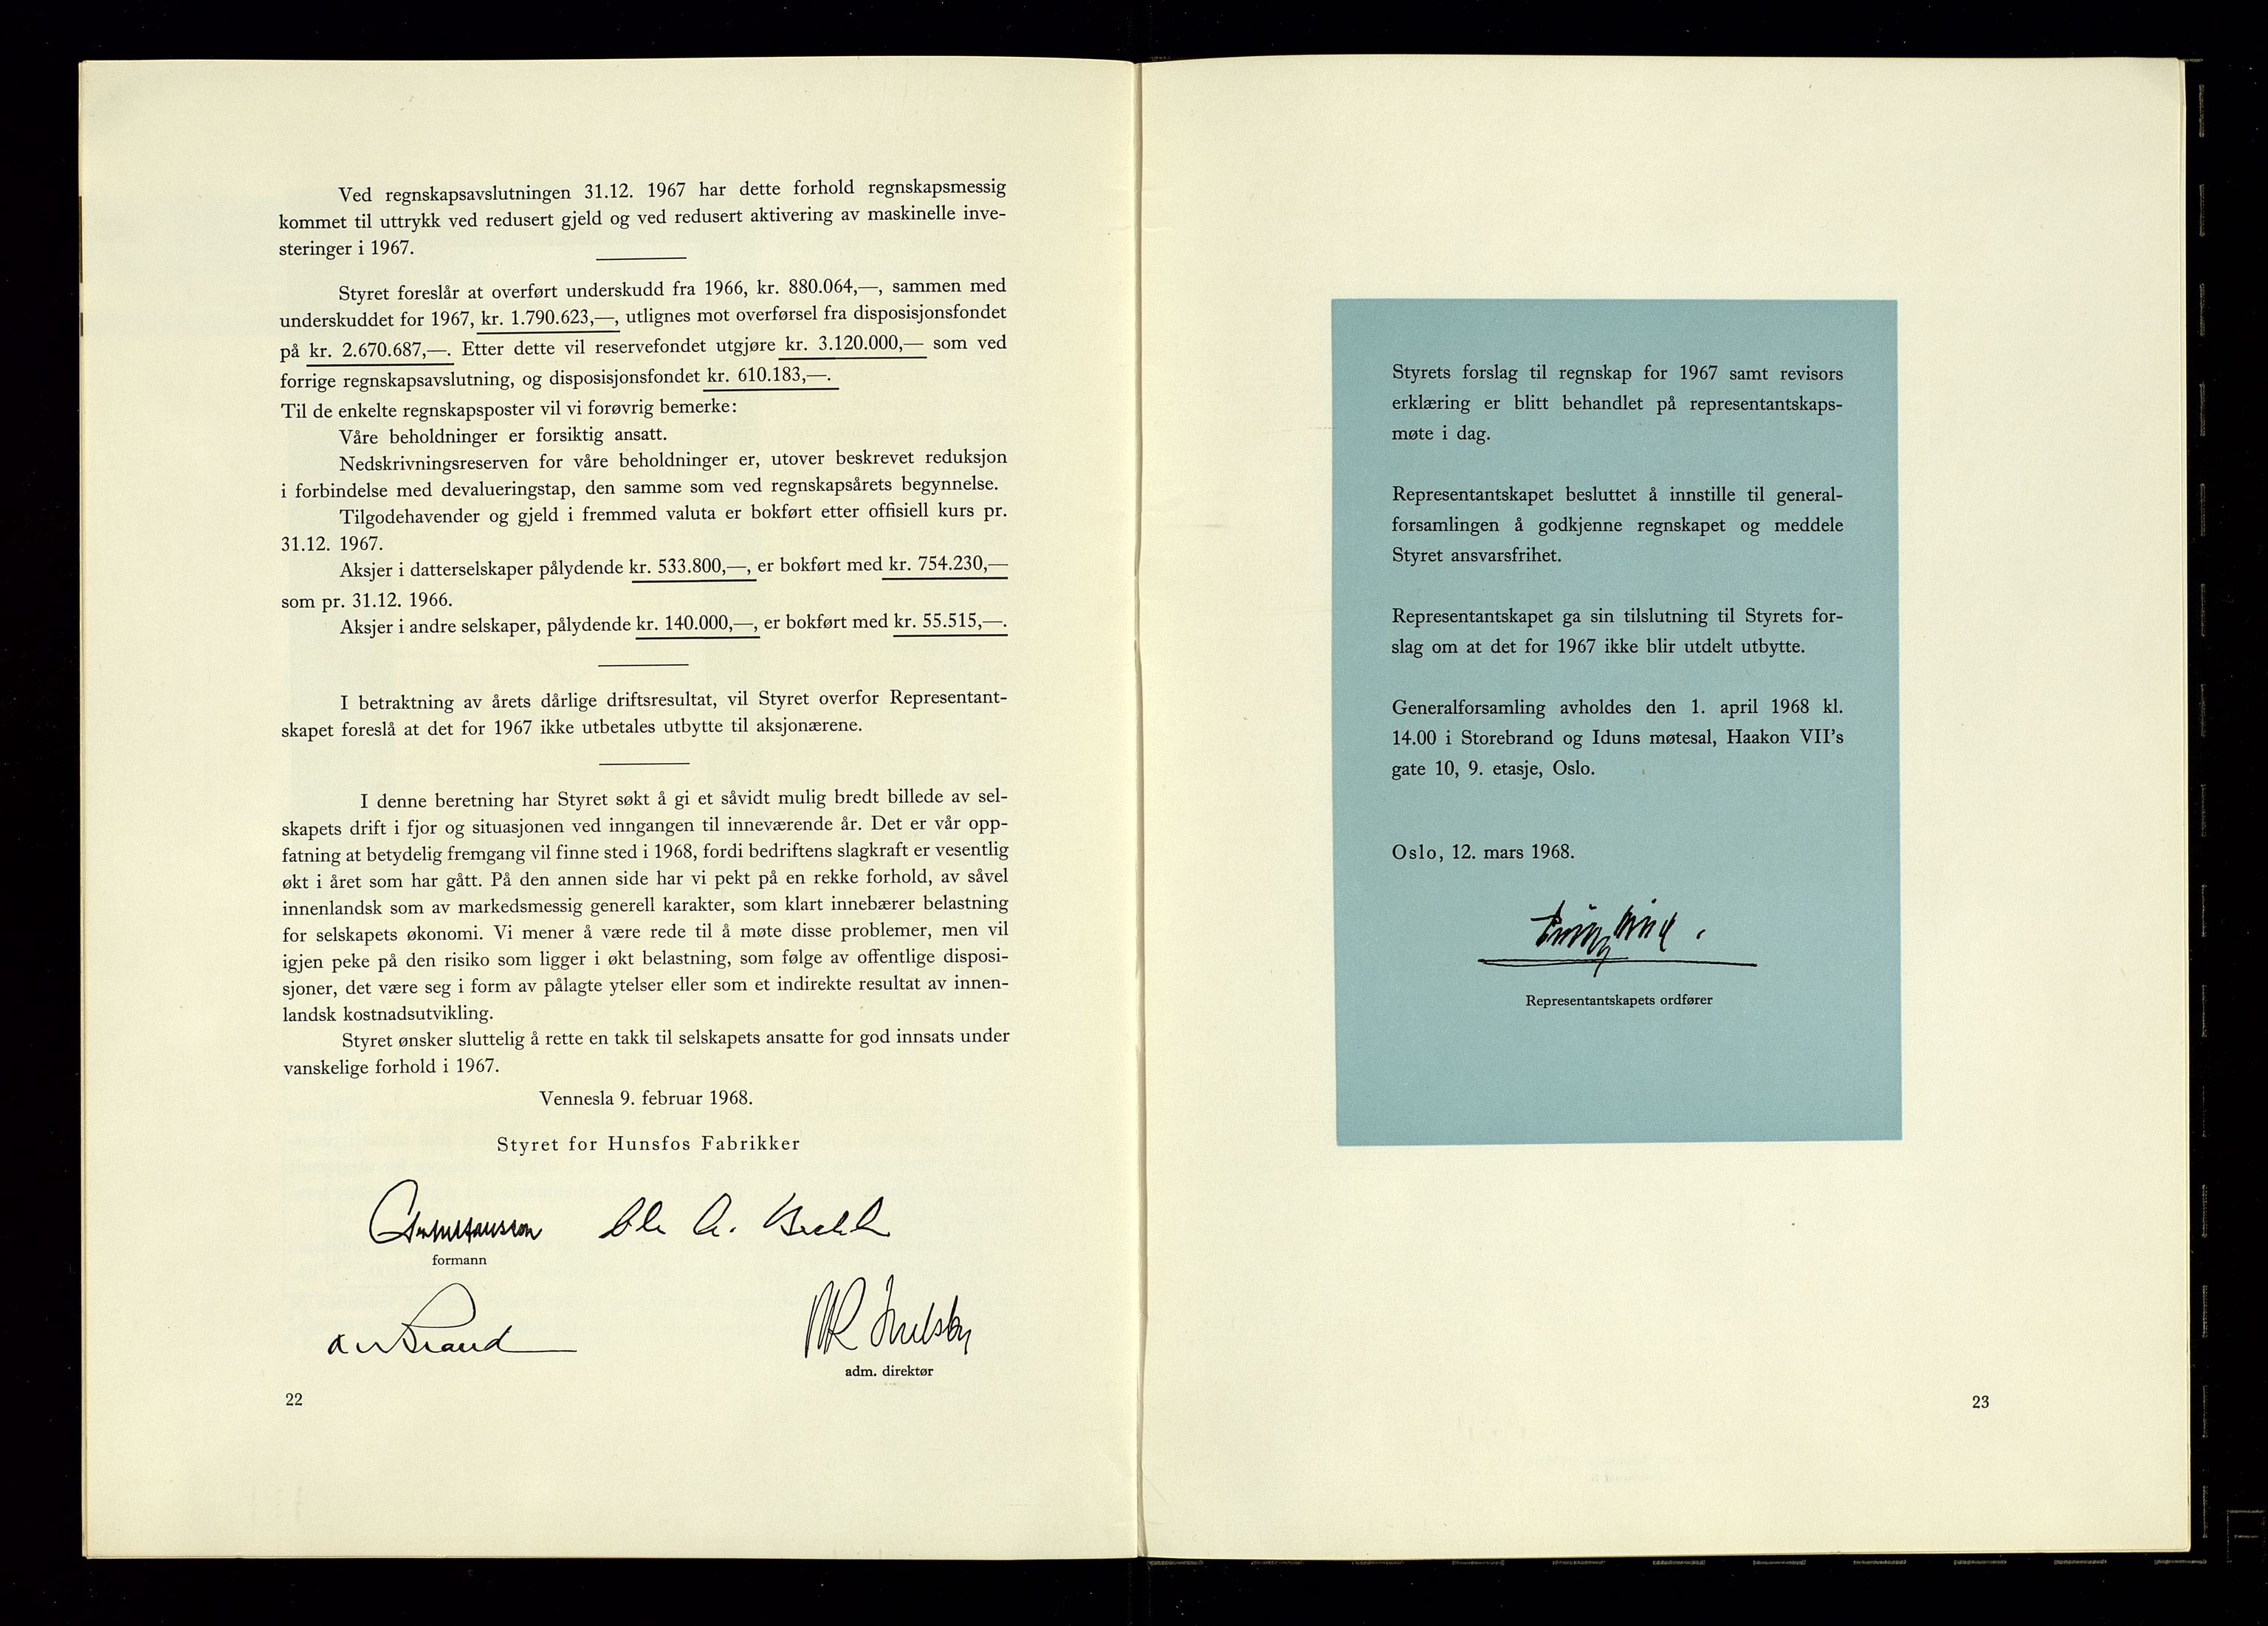 Ved regnskapsavslutningen 31.12. 1967 har dette forhold regnskapsmessig
kommet til uttrykk ved redusert gjeld og ved redusert aktivering av maskinelle inve-
steringer i 1967.
Styret foreslår at overført underskudd fra 1966, kr. 880.064,—, sammen med
underskuddet for 1967, kr. 1.790.623,—, utlignes mot overførsel fra disposisjonsfondet
på kr. 2.670.687,—. Etter dette vil reservefondet utgjøre kr. 3.120.000,— som ved
forrige regnskapsavslutning, og disposisjonsfondet kr. 610.183,—.
Til de enkelte regnskapsposter vil vi forøvrig bemerke:
Våre beholdninger er forsiktig ansatt.
Nedskrivningsreserven for våre beholdninger er, utover beskrevet reduksjon
i forbindelse med devalueringstap, den samme som ved regnskapsårets begynnelse.
Tilgodehavender og gjeld i fremmed valuta er bokført etter offisiell kurs pr.
31.12. 1967.
Aksjer i datterselskaper pålydende kr. 533.800,—, er bokført med kr. 754.230,—
som pr. 31.12. 1966.
Aksjer i andre selskaper, pålydende kr. 140.000,—, er bokført med kr. 55.515,—.
I betraktning av årets dårlige driftsresultat, vil Styret overfor Representant-
skapet foreslå at det for 1967 ikke utbetales utbytte til aksjonærene.
I denne beretning har Styret søkt å gi et såvidt mulig bredt billede av sel-
skapets drift i fjor og situasjonen ved inngangen til inneværende år. Det er vår opp-
fatning at betydelig fremgang vil finne sted i 1968, fordi bedriftens slagkraft er vesentlig
økt i året som har gått. På den annen side har vi pekt på en rekke forhold, av såvel
innenlandsk som av markedsmessig generell karakter, som klart innebærer belastning
for selskapets økonomi. Vi mener å være rede til å møte disse problemer, men vil
igjen peke på den risiko som ligger i økt belastning, som følge av offentlige disposi-
sjoner, det være seg i form av pålagte ytelser eller som et indirekte resultat av innen-
landsk kostnadsutvikling.
Styret ønsker sluttelig å rette en takk til selskapets ansatte for god innsats under
vanskelige forhold i 1967.
Vennesla 9. februar 1968.
Styret for Hunsfos Fabrikker
formann
adm. direktør
22
Styrets forslag til regnskap for 1967 samt revisors
erklæring er blitt behandlet på representantskaps-
møte i dag.
Representantskapet besluttet å innstille til general-
forsamlingen å godkjenne regnskapet og meddele
Styret ansvarsfrihet.
Representantskapet ga sin tilslutning til Styrets for-
slag om at det for 1967 ikke blir utdelt utbytte.
Generalforsamling avholdes den 1. april 1968 kl.
14.00 i Storebrand og Iduns møtesal, Haakon VII's
gate 10, 9. etasje, Oslo.
Oslo, 12. mars 1968.
Representantskapets ordfører
23